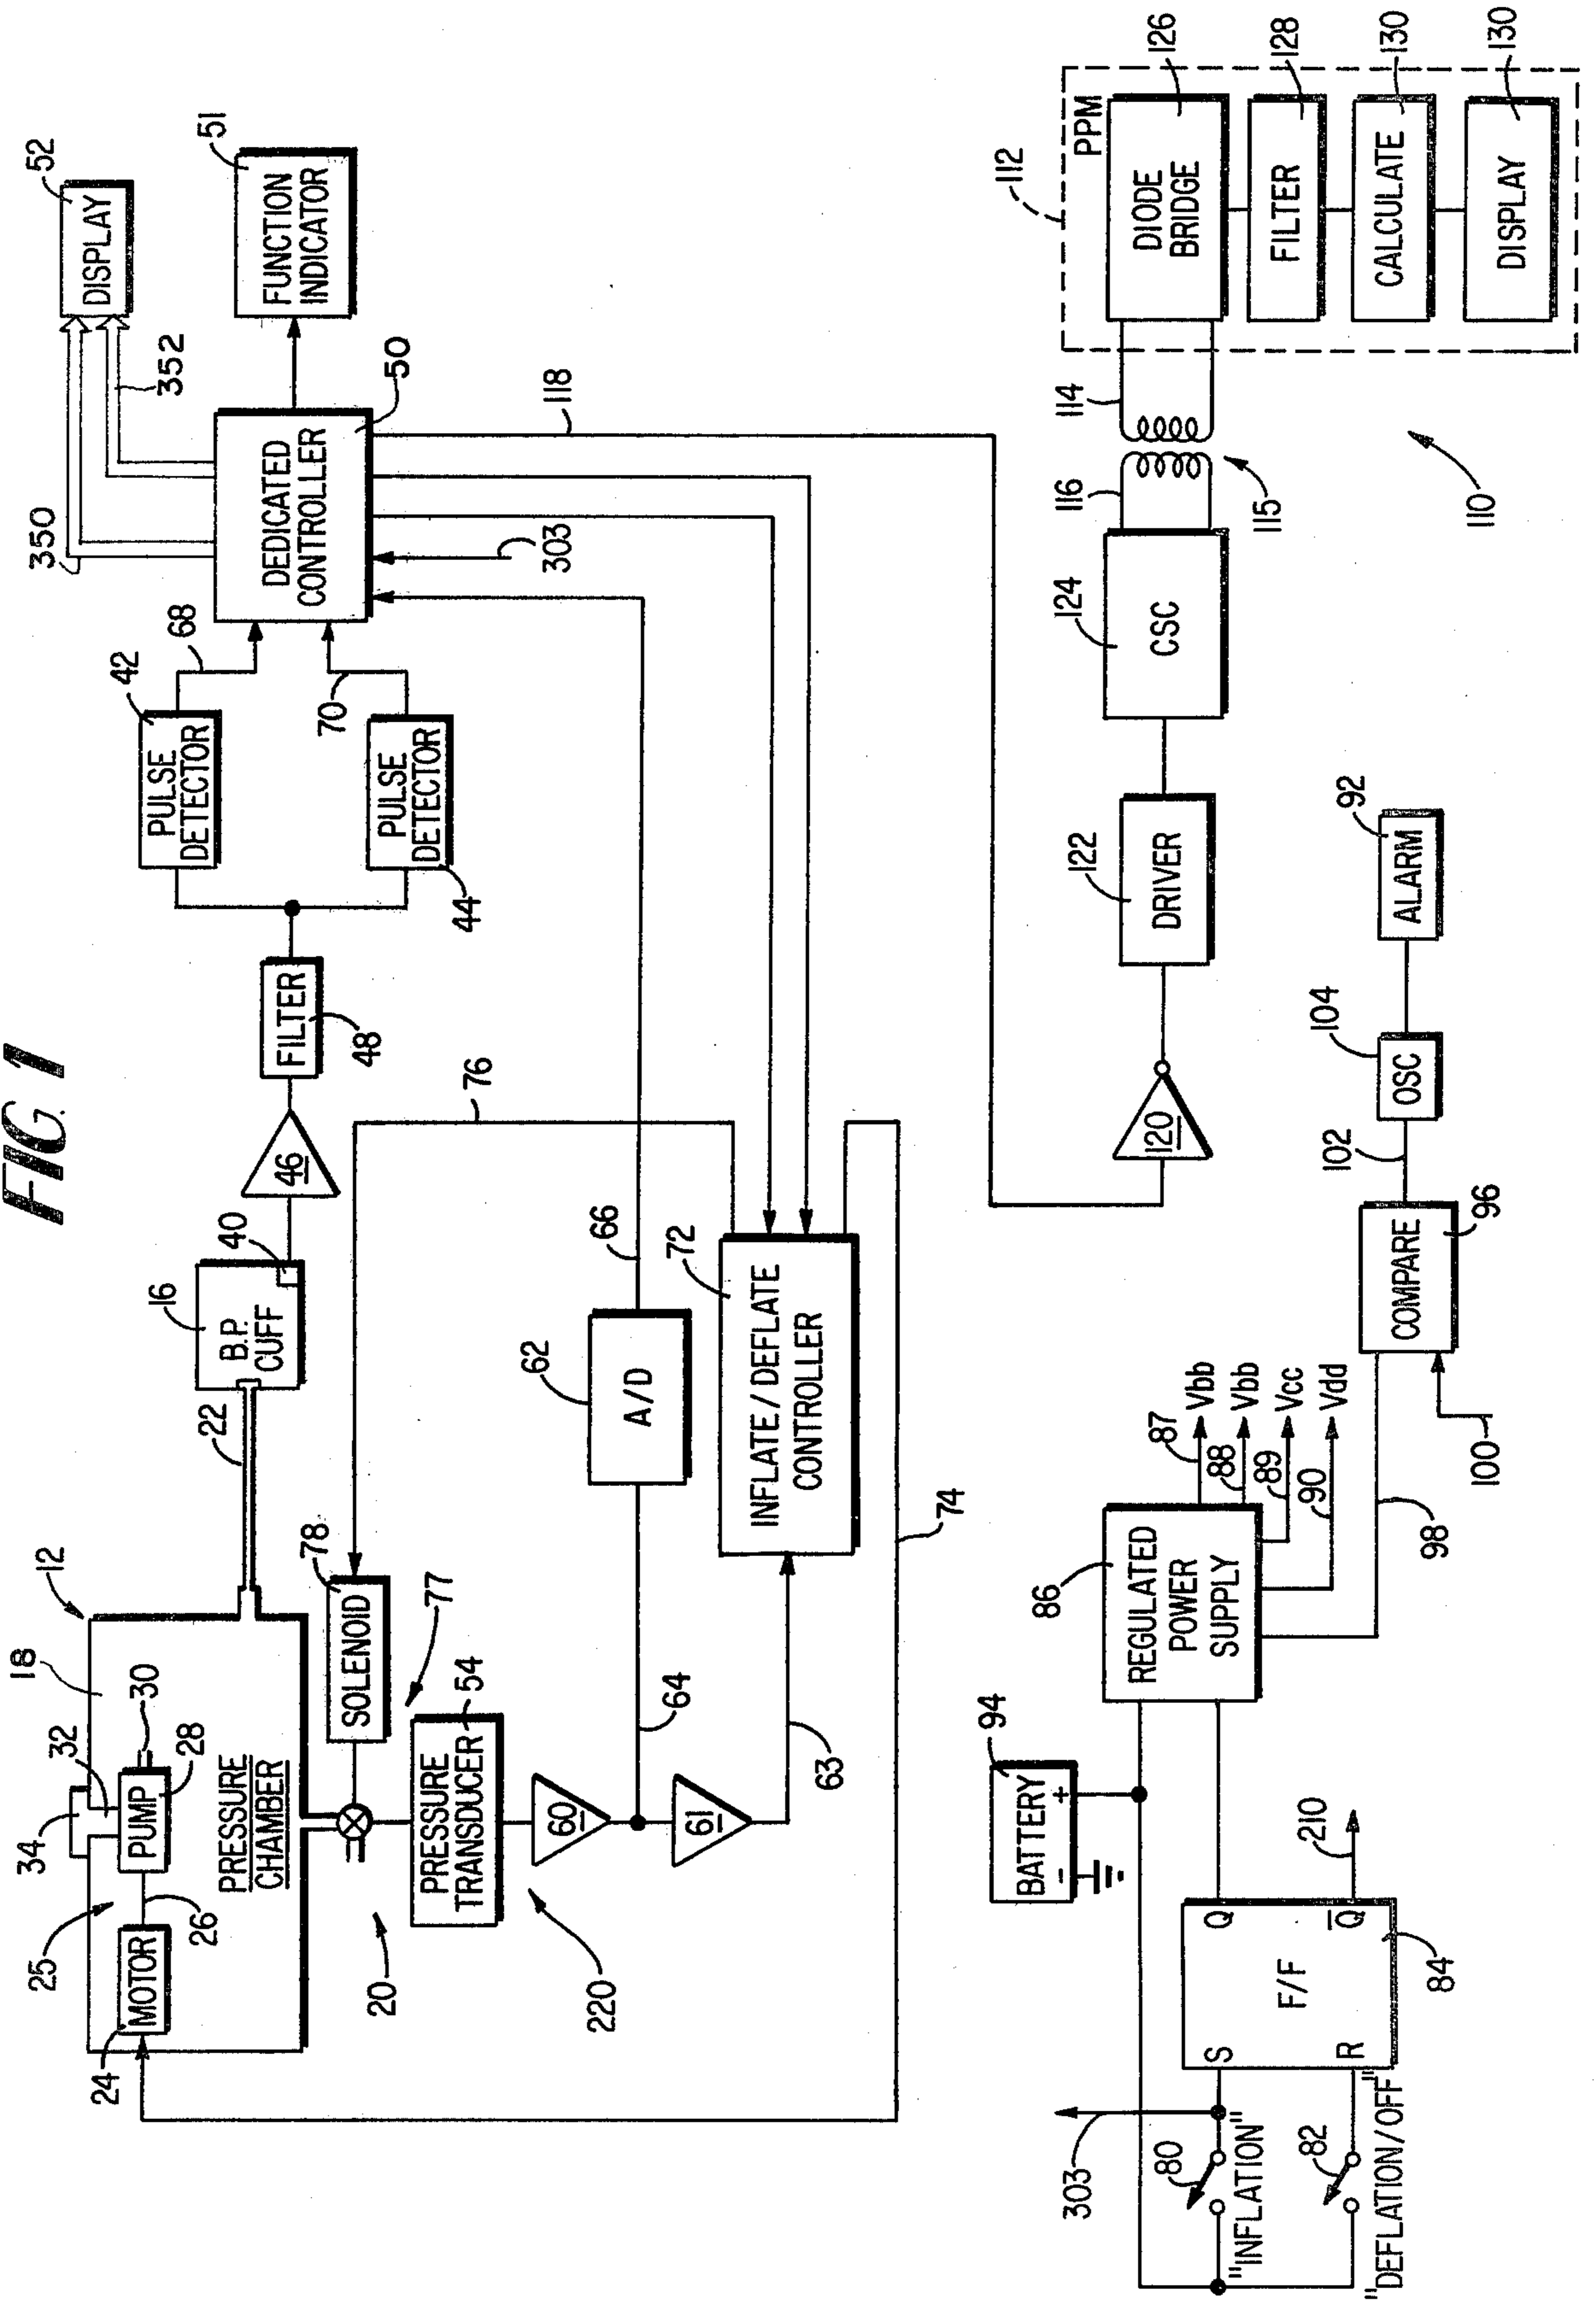 FIG. 1
12
18
34
32
30
25
PUMP
28
MOTOR
26
24
PRESSURE
CHAMBER
22
16
B.P.
CUFF
40
46
FILTER
48
42
PULSE
DETECTOR
68
PULSE
DETECTOR
44
70
350
352
DISPLAY
52
DEDICATED
CONTROLLER
50
FUNCTION
INDICATOR
51
303
118
20
SOLENOID
78
77
PRESSURE
TRANSDUCER
54
220
60
61
64
63
A/D
62
66
76
INFLATE/DEFLATE
CONTROLLER
72
74
120
DRIVER
122
CSC
124
116
114
115
110
112
PPM
DIODE
BRIDGE
126
FILTER
128
CALCULATE
130
DISPLAY
130
303
80
"INFLATION"
82
"DEFLATION/OFF"
S
R
F/F
Q
Q̅
84
210
BATTERY
- +
94
REGULATED
POWER
SUPPLY
86
87
Vbb
88
Vbb
89
Vcc
90
Vdd
98
100
COMPARE
96
102
OSC
104
ALARM
92